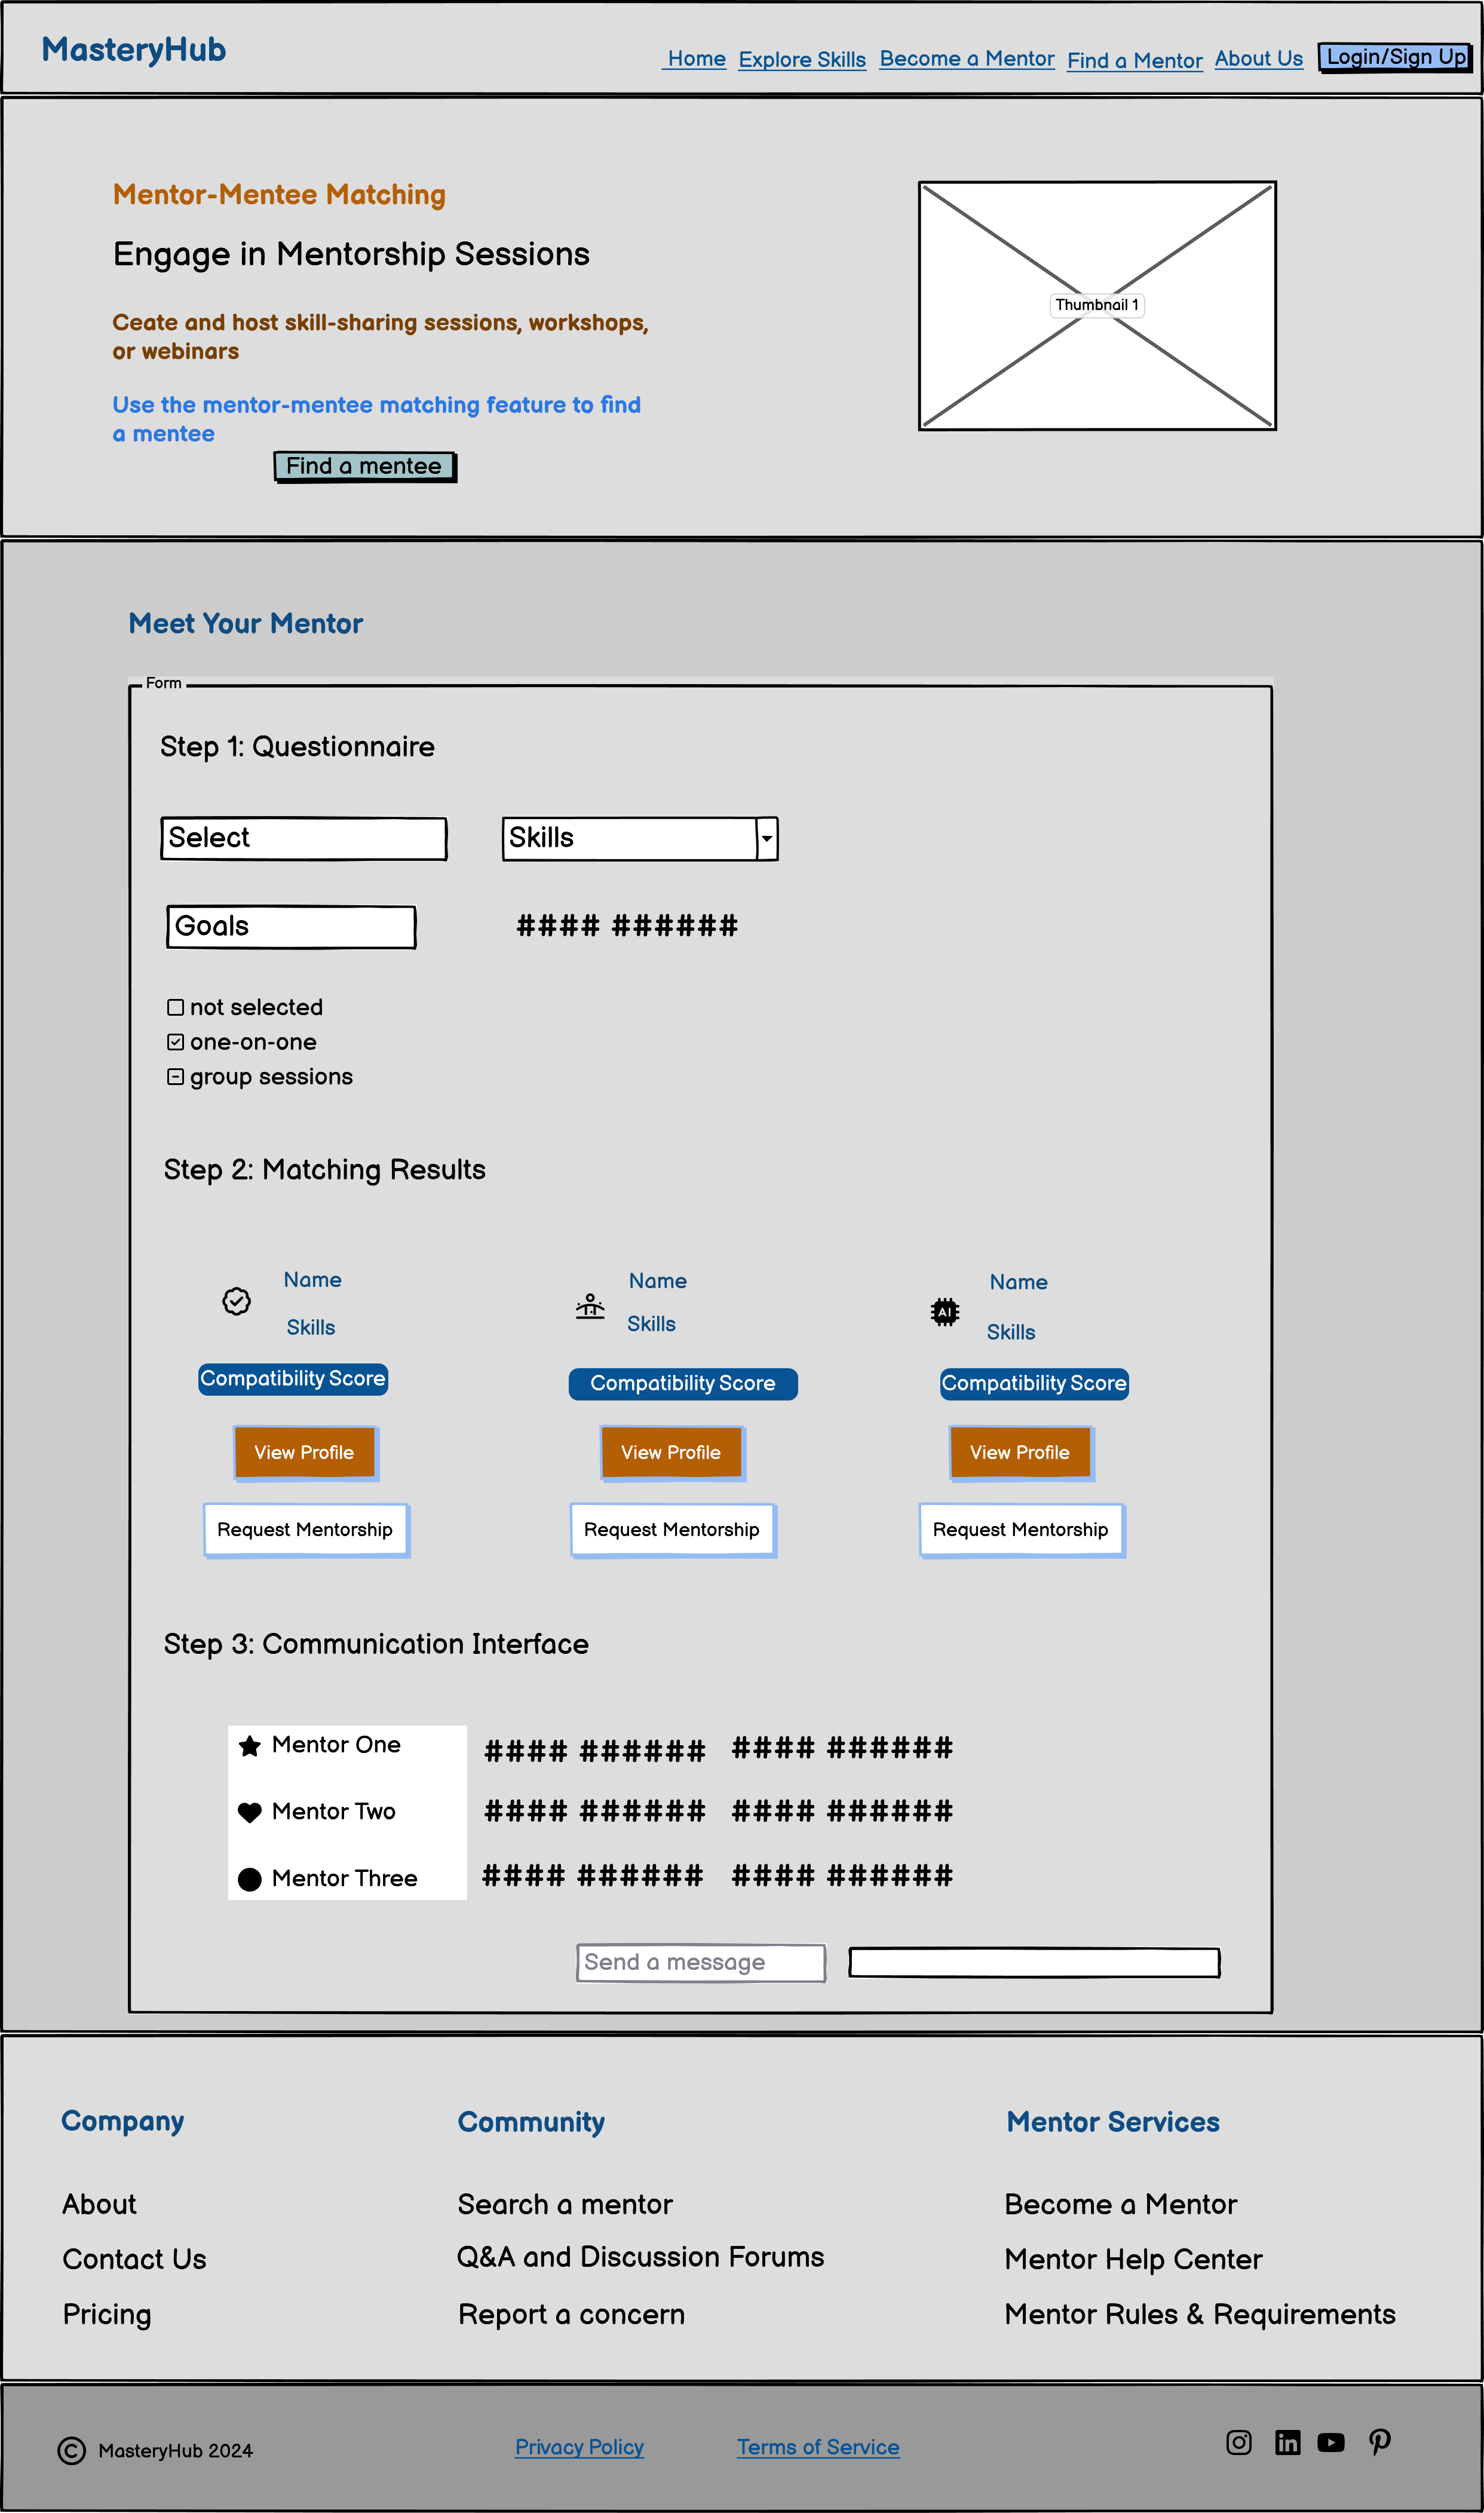 MasteryHub
Home Explore Skills Become a Mentor Find a Mentor About Us Login/Sign Up
Mentor-Mentee Matching
Engage in Mentorship Sessions
Ceate and host skill-sharing sessions, workshops,
or webinars
Use the mentor-mentee matching feature to find
a mentee
Find a mentee
Thumbnail 1
Meet Your Mentor
Form
Step 1: Questionnaire
Select Skills
Goals #### ######
not selected
one-on-one
group sessions
Step 2: Matching Results
Name Name Name
Skills Skills AI Skills
Compatibility Score Compatibility Score Compatibility Score
View Profile View Profile View Profile
Request Mentorship Request Mentorship Request Mentorship
Step 3: Communication Interface
Mentor One #### ###### #### ######
Mentor Two #### ###### #### ######
Mentor Three #### ###### #### ######
Send a message
Company Community Mentor Services
About Search a mentor Become a Mentor
Contact Us Q&A and Discussion Forums Mentor Help Center
Pricing Report a concern Mentor Rules & Requirements
© MasteryHub 2024 Privacy Policy Terms of Service in